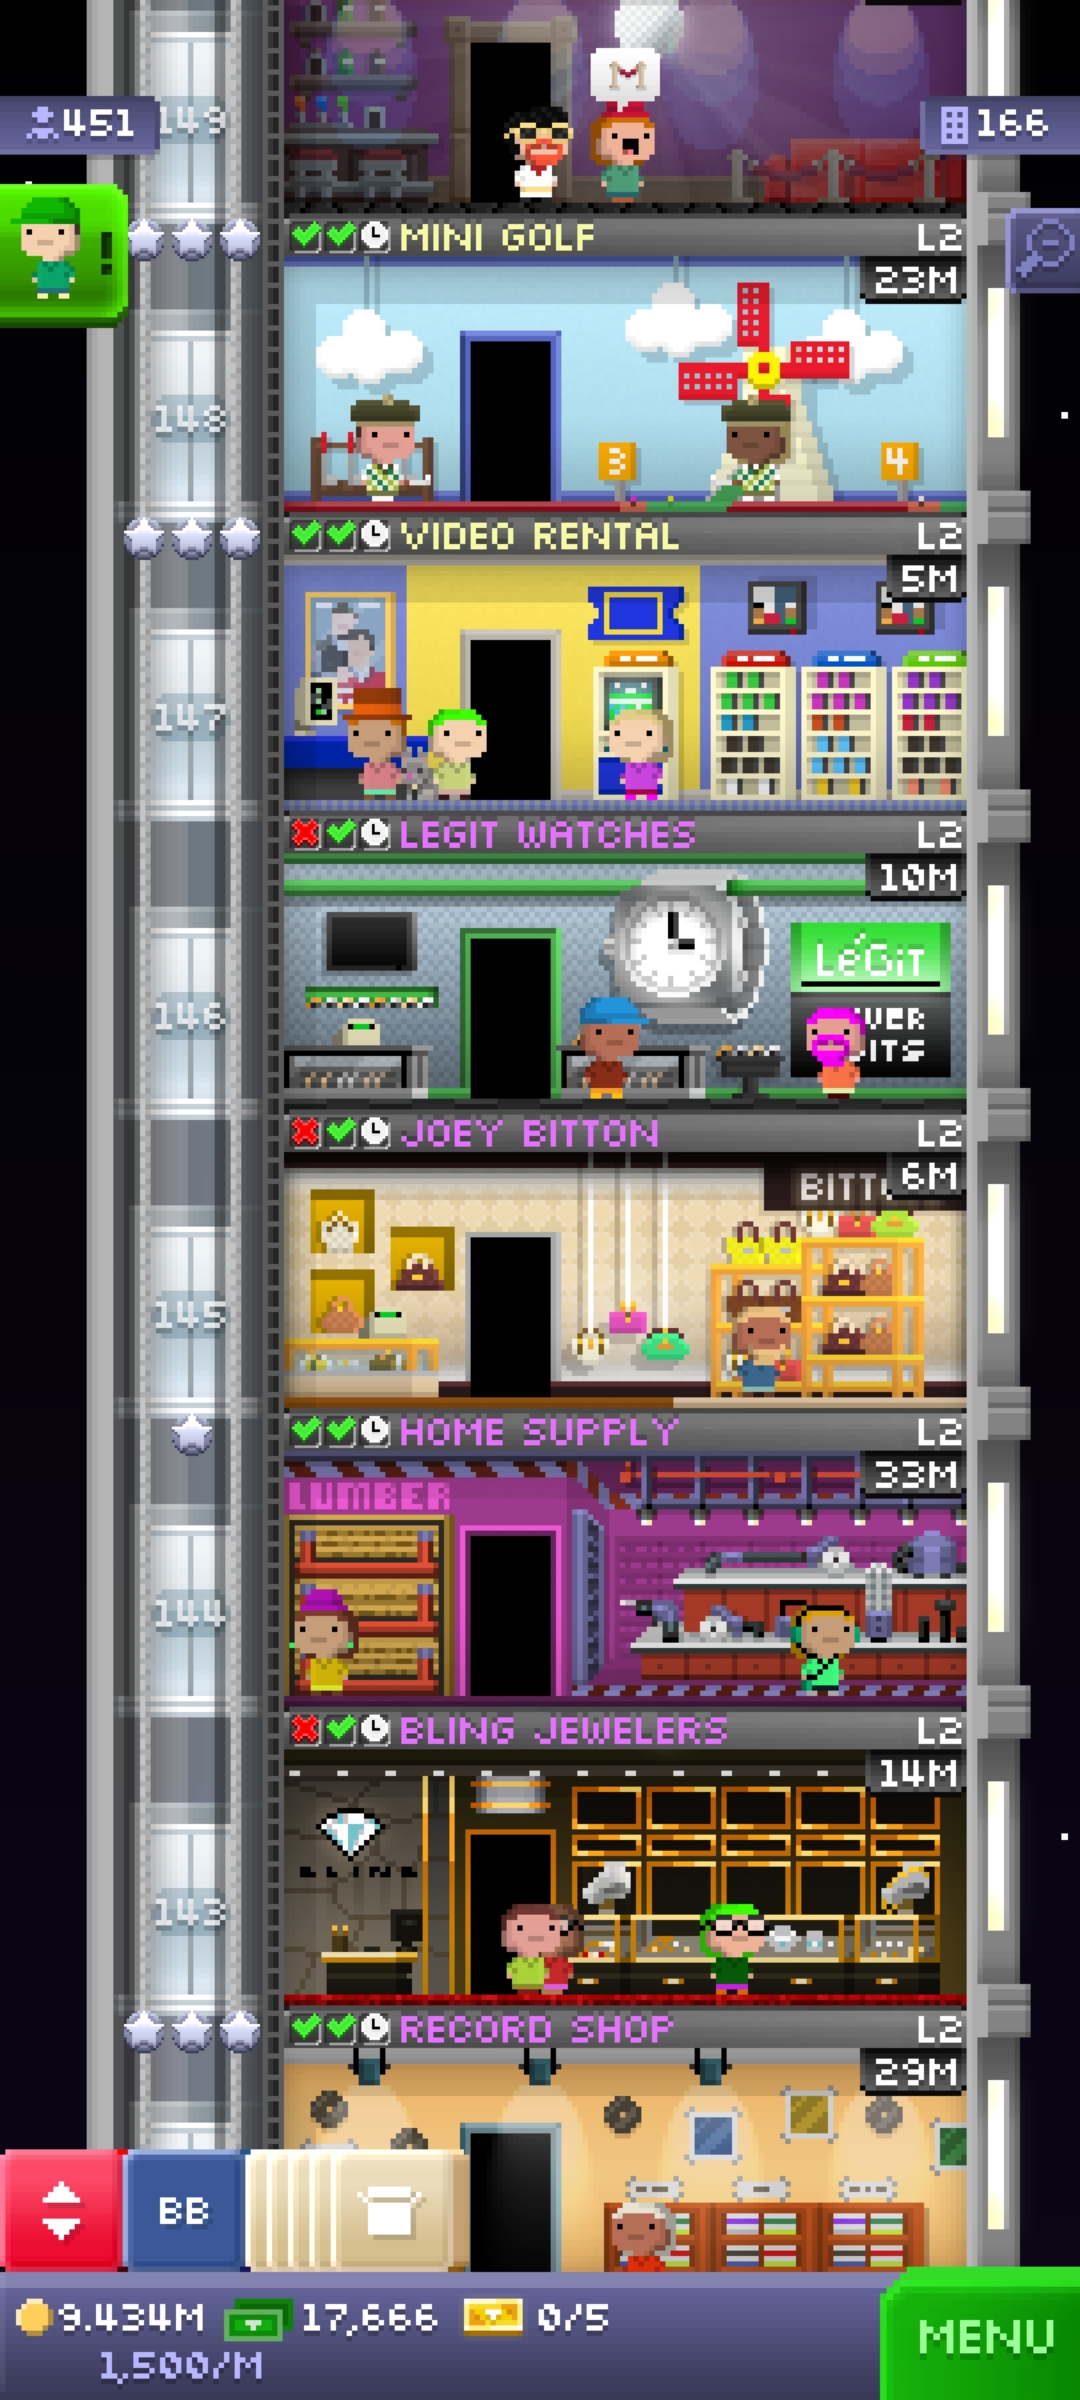 M
149
451
166
MINI GOLF L2
23M
148
3
4
VIDEO RENTAL L2
5M
147
LEGIT WATCHES L2
10M
LéGiT
146
JOEY BITTON L2
6M
145
HOME SUPPLY L2
33M
LUMBER
144
BLING JEWELERS L2
14M
BLING
143
RECORD SHOP L2
29M
BB
9.434M 17,666 0/5
1,500/M
MENU